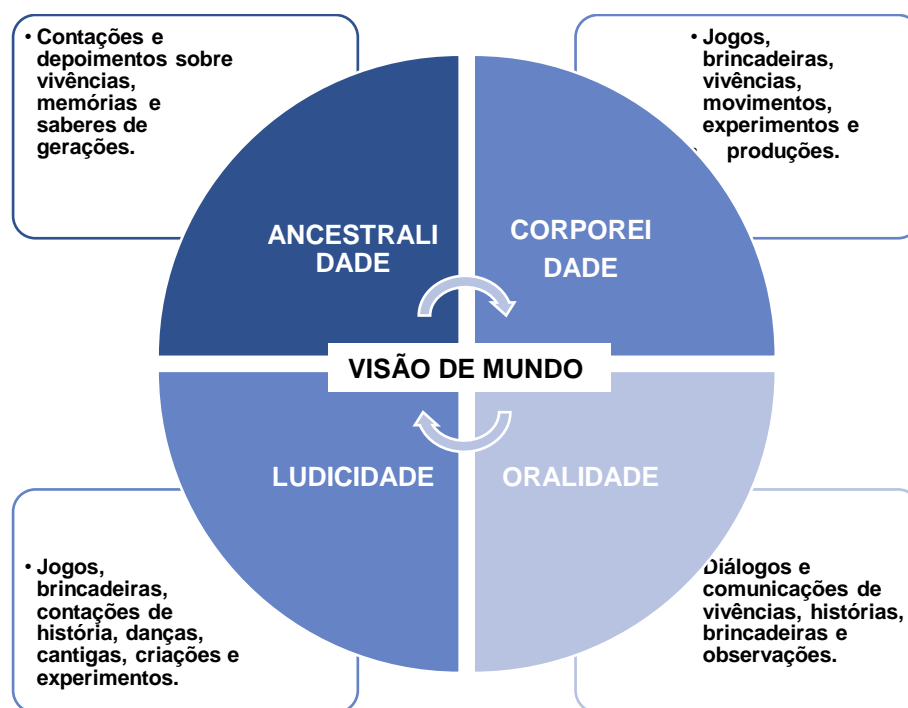 • Contações e
depoimentos sobre
vivências,
memórias e
saberes de
gerações.
• Jogos,
brincadeiras,
vivências,
movimentos,
experimentos e
produções.
ANCESTRALI
DADE
CORPOREI
DADE
VISÃO DE MUNDO
LUDICIDADE
ORALIDADE
• Jogos,
brincadeiras,
contações de
história, danças,
cantigas, criações e
experimentos.
Diálogos e
comunicações de
vivências, histórias,
brincadeiras e
observações.